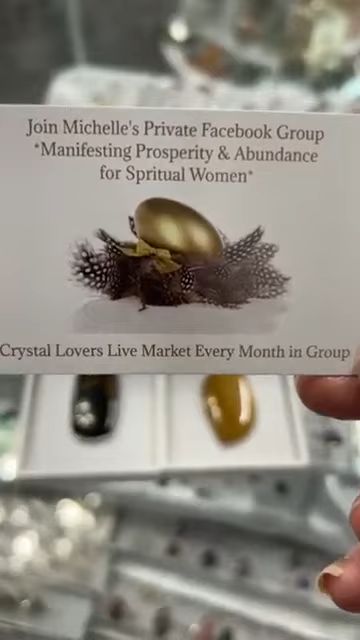 Join Michelle's Private Facebook Group
*Manifesting Prosperity & Abundance
for Spritual Women*
Crystal Lovers Live Market Every Month in Group